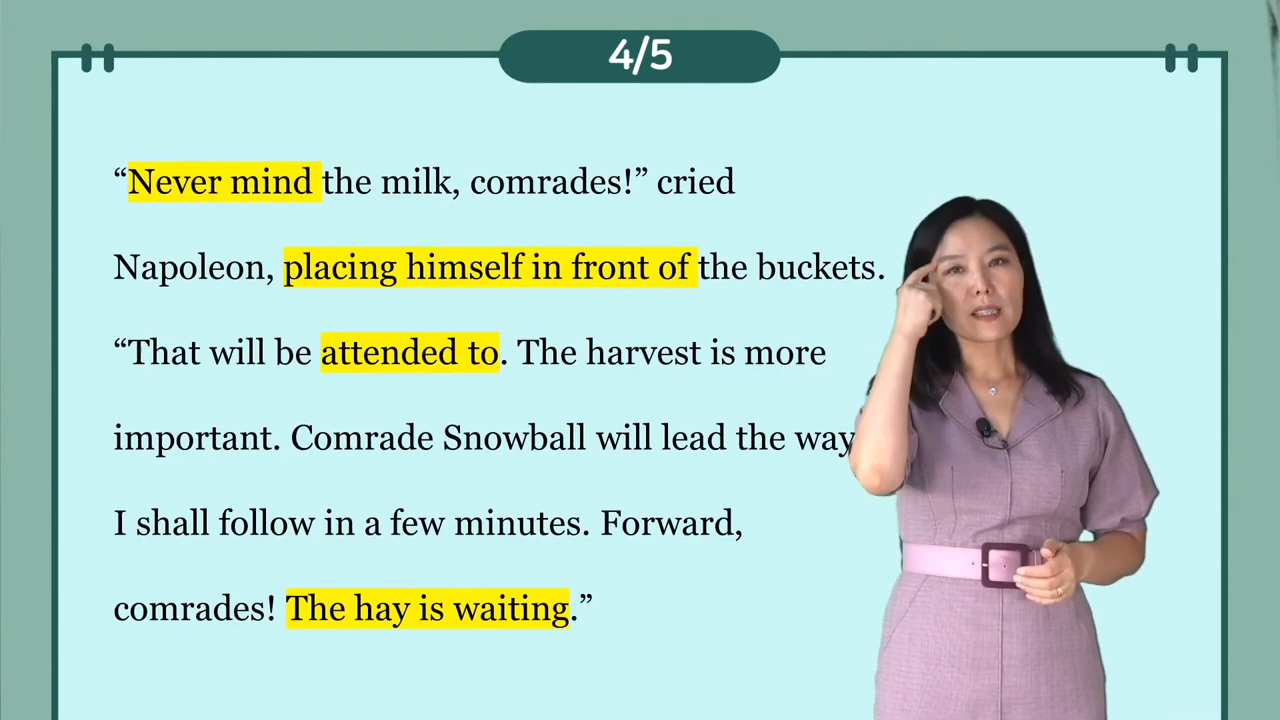 4/5
“Never mind the milk, comrades!” cried
Napoleon, placing himself in front of the buckets.
“That will be attended to. The harvest is more
important. Comrade Snowball will lead the way
I shall follow in a few minutes. Forward,
comrades! The hay is waiting.”